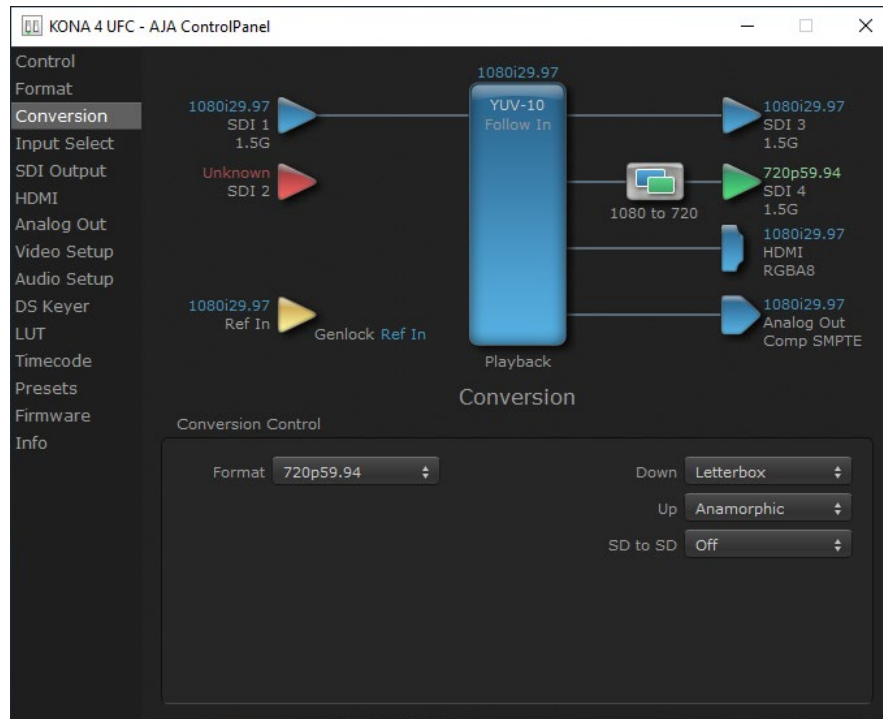 KONA 4 UFC - AJA ControlPanel
Control
Format
Conversion
Input Select
SDI Output
HDMI
Analog Out
Video Setup
Audio Setup
DS Keyer
LUT
Timecode
Presets
Firmware
Info
1080i29.97
YUV-10
Follow In
1080i29.97
SDI 1
1.5G
Unknown
SDI 2
1080i29.97
Ref In
Genlock Ref In
1080i29.97
SDI 3
1.5G
1080 to 720
720p59.94
SDI 4
1.5G
1080i29.97
HDMI
RGBA8
1080i29.97
Analog Out
Comp SMPTE
Playback
Conversion
Conversion Control
Format 720p59.94
Down Letterbox
Up Anamorphic
SD to SD Off